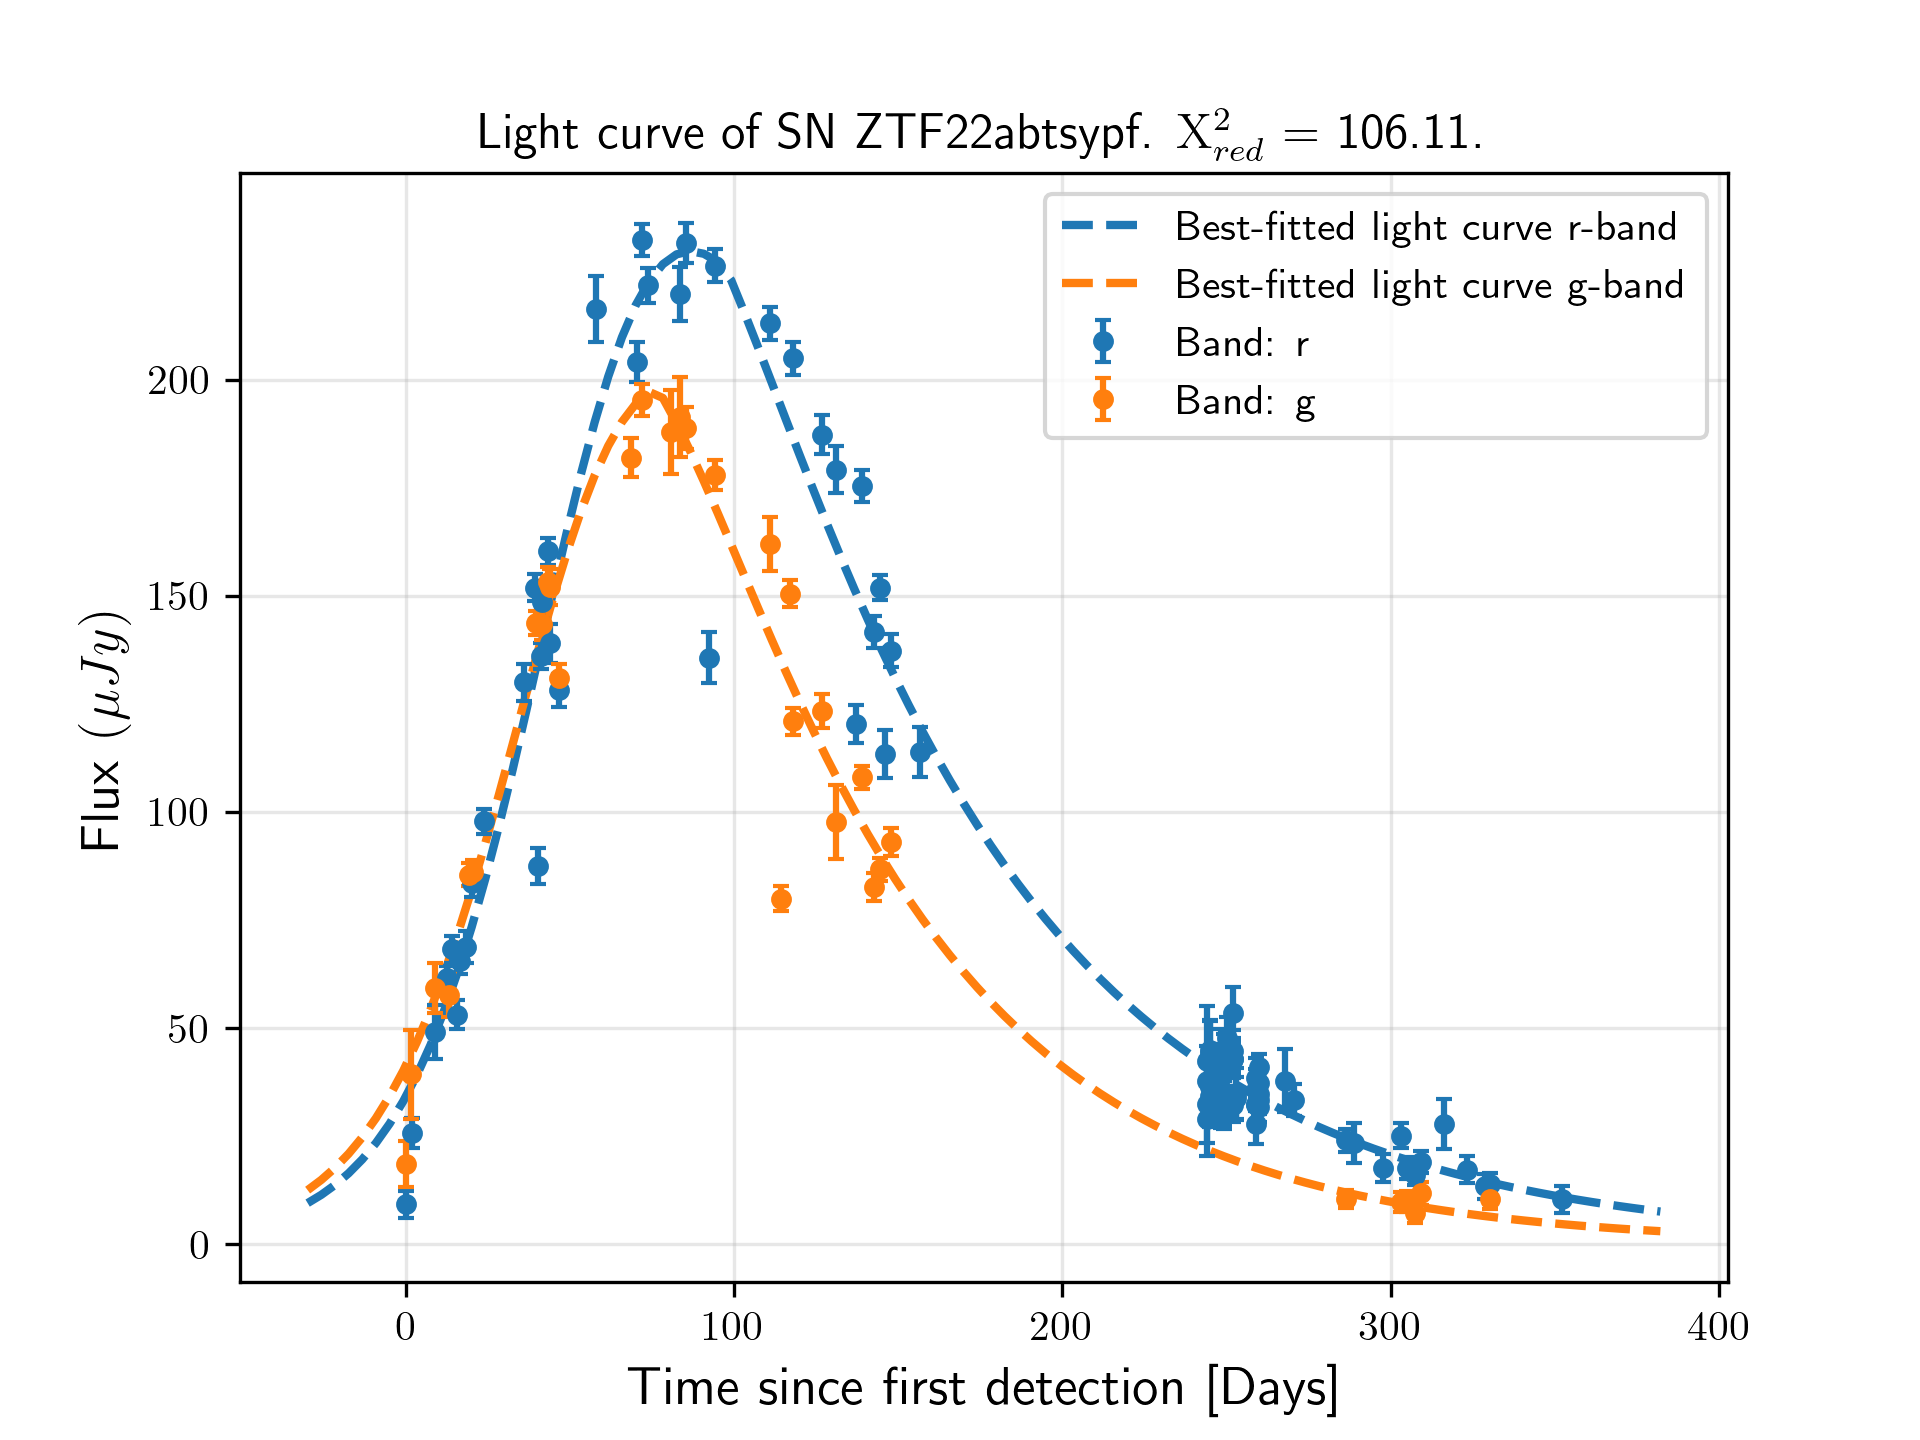 Light curve of SN ZTF22abtsypf. X²_red = 106.11.
Best-fitted light curve r-band
Best-fitted light curve g-band
Band: r
Band: g
Flux (μJy)
200
150
100
50
0
0 100 200 300 400
Time since first detection [Days]